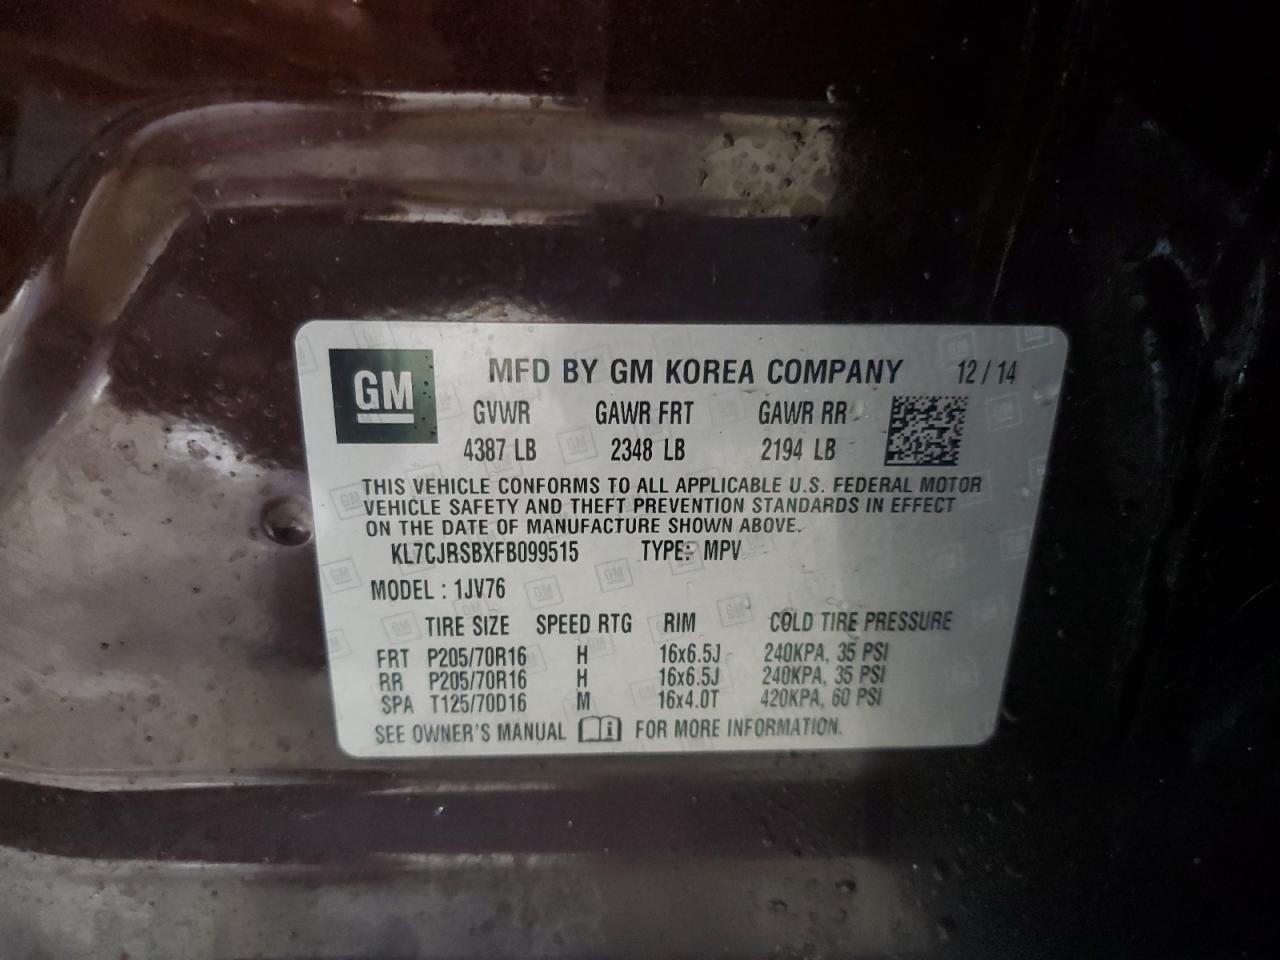 GM MFD BY GM KOREA COMPANY 12/14
GVWR GAWR FRT GAWR RR
4387 LB 2348 LB 2194 LB
THIS VEHICLE CONFORMS TO ALL APPLICABLE U.S. FEDERAL MOTOR
VEHICLE SAFETY AND THEFT PREVENTION STANDARDS IN EFFECT
ON THE DATE OF MANUFACTURE SHOWN ABOVE.
KL7CJRSBXFB099515 TYPE: MPV
MODEL : 1JV76
TIRE SIZE SPEED RTG RIM COLD TIRE PRESSURE
FRT P205/70R16 H 16x6.5J 240KPA, 35 PSI
RR P205/70R16 H 16x6.5J 240KPA, 35 PSI
SPA T125/70D16 M 16x4.0T 420KPA, 60 PSI
SEE OWNER'S MANUAL i FOR MORE INFORMATION.